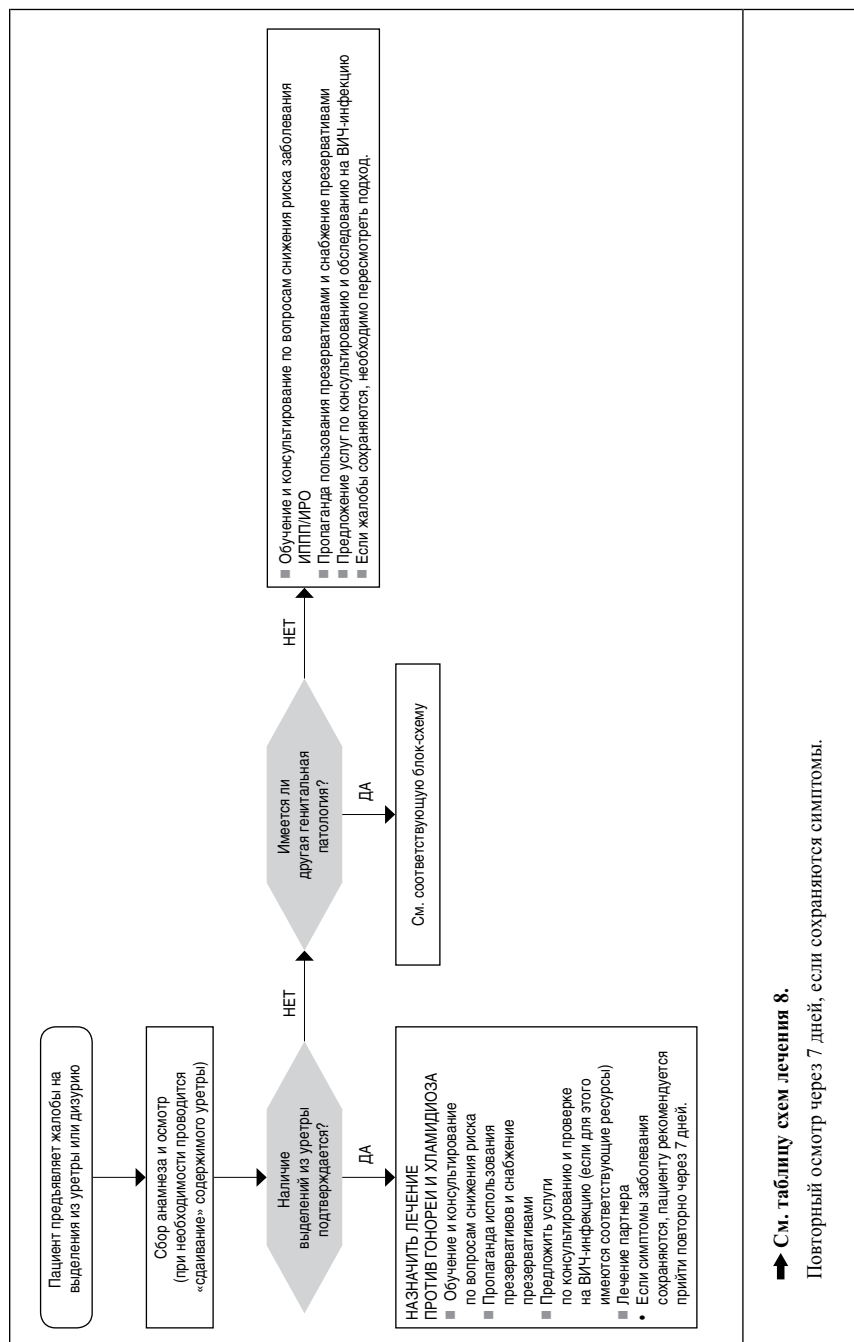 Пациент предъявляет жалобы на
выделения из уретры или дизурию
Сбор анамнеза и осмотр
(при необходимости проводится
«сдаивание» содержимого уретры)
Наличие
выделений из уретры
подтверждается?
НЕТ
Имеется ли
другая генитальная
патология?
НЕТ
■ Обучение и консультирование по вопросам снижения риска заболевания
ИППП/ИРО
■ Пропаганда пользования презервативами и снабжение презервативами
■ Предложение услуг по консультированию и обследованию на ВИЧ-инфекцию
■ Если жалобы сохраняются, необходимо пересмотреть подход.
ДА
ДА
НАЗНАЧИТЬ ЛЕЧЕНИЕ
ПРОТИВ ГОНОРЕИ И ХЛАМИДИОЗА
■ Обучение и консультирование
по вопросам снижения риска
■ Пропаганда использования
презервативов и снабжение
презервативами
■ Предложить услуги
по консультированию и проверке
на ВИЧ-инфекцию (если для этого
имеются соответствующие ресурсы)
■ Лечение партнера
• Если симптомы заболевания
сохраняются, пациенту рекомендуется
прийти повторно через 7 дней.
См. соответствующую блок-схему
➡ См. таблицу схем лечения 8.
Повторный осмотр через 7 дней, если сохраняются симптомы.